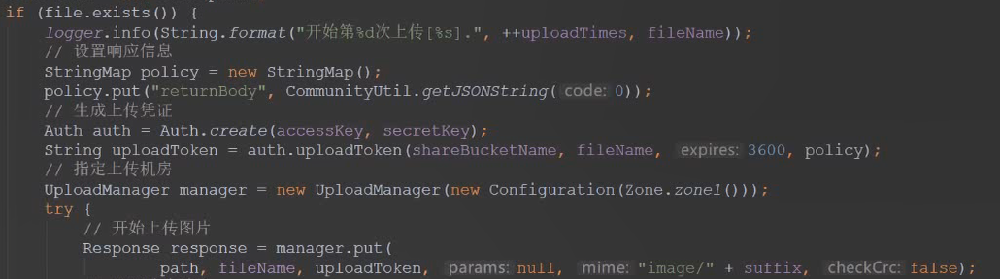 if (file.exists()) {
logger.info(String.format("开始第%d次上传[%s].", ++uploadTimes, fileName));
// 设置响应信息
StringMap policy = new StringMap();
policy.put("returnBody", CommunityUtil.getJSONString( code: 0));
// 生成上传凭证
Auth auth = Auth.create(accessKey, secretKey);
String uploadToken = auth.uploadToken(shareBucketName, fileName, expires: 3600, policy);
// 指定上传机房
UploadManager manager = new UploadManager(new Configuration(Zone.zone1()));
try {
// 开始上传图片
Response response = manager.put(
path, fileName, uploadToken, params: null, mime: "image/" + suffix, checkCrc: false);